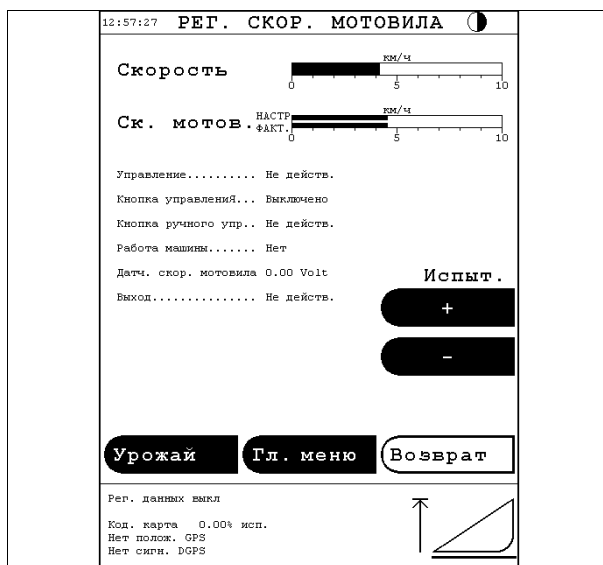 12:57:27 РЕГ. СКОР. МОТОВИЛА
км/ч
Скорость
0 5 10
км/ч
Ск. мотов. НАСТР
ФАКТ.
0 5 10
Управление.......... Не действ.
Кнопка управлениЯ... Выключено
Кнопка ручного упр.. Не действ.
Работа машины....... Нет
Датч. скор. мотовила 0.00 Volt
Испыт.
Выход............... Не действ.
+
-
Урожай Гл. меню Возврат
Рег. данных выкл
Код. карта 0.00% исп.
Нет полож. GPS
Нет сигн. DGPS